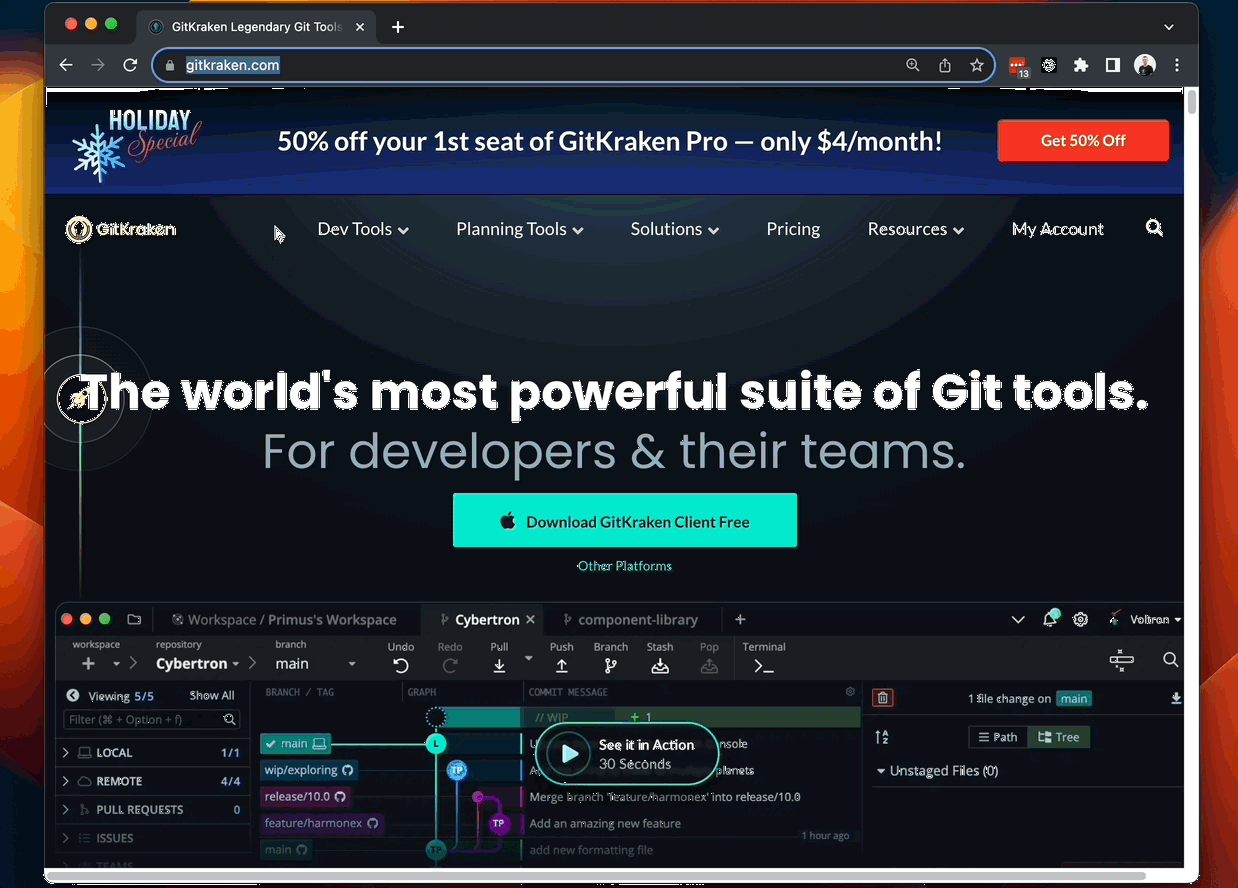 GitKraken Legendary Git Tools
gitkraken.com
13
HOLIDAY
Special
50% off your 1st seat of GitKraken Pro — only $4/month!
Get 50% Off
GitKraken
Dev Tools
Planning Tools
Solutions
Pricing
Resources
My Account
The world's most powerful suite of Git tools.
For developers & their teams.
Download GitKraken Client Free
Other Platforms
Workspace / Primus's Workspace
Cybertron
component-library
Voltron
workspace
repository
Cybertron
branch
main
Undo
Redo
Pull
Push
Branch
Stash
Pop
Terminal
Viewing 5/5
Show All
Filter (⌘ + Option + f)
LOCAL 1/1
REMOTE 4/4
PULL REQUESTS 0
ISSUES
TEAMS
BRANCH / TAG
GRAPH
COMMIT MESSAGE
// WIP
+ 1
main
L
wip/exploring
TP
planets
release/10.0
Merge branch 'feature/harmonex' into release/10.0
feature/harmonex
TP
Add an amazing new feature
1 hour ago
main
TP
add new formatting file
See it in Action
30 Seconds
1 file change on main
Path
Tree
Unstaged Files (0)